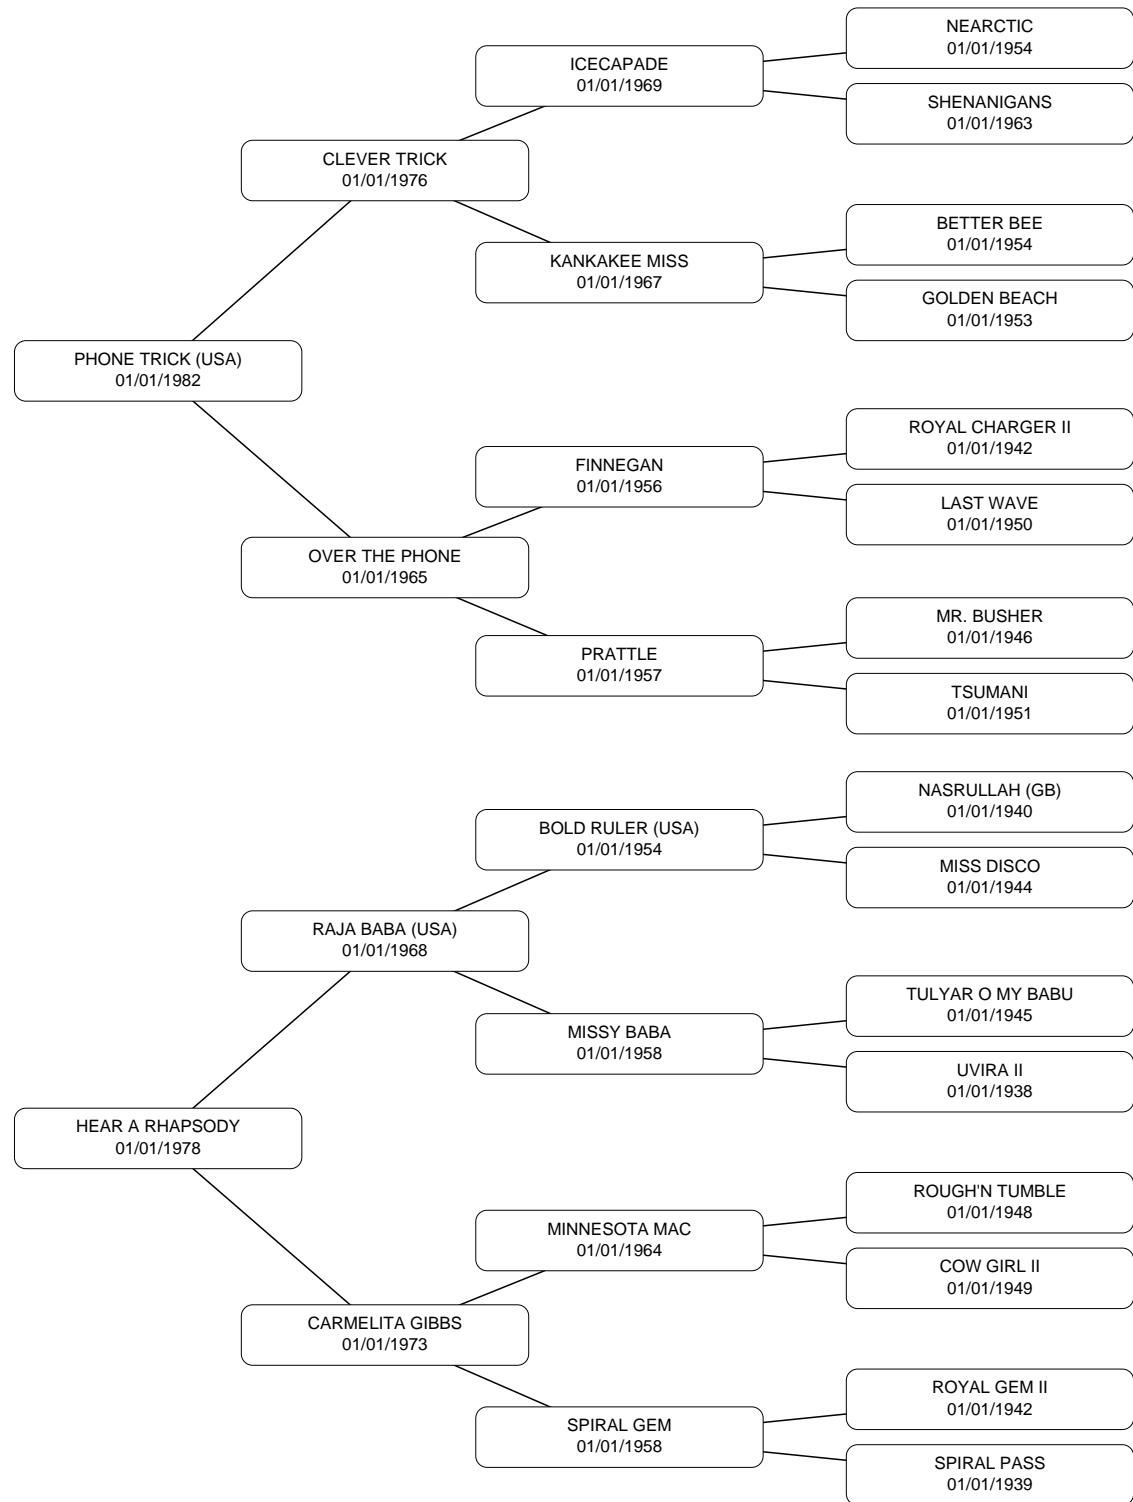 NEARCTIC
01/01/1954
ICECAPADE
01/01/1969
SHENANIGANS
01/01/1963
CLEVER TRICK
01/01/1976
BETTER BEE
01/01/1954
KANKAKEE MISS
01/01/1967
GOLDEN BEACH
01/01/1953
PHONE TRICK (USA)
01/01/1982
ROYAL CHARGER II
01/01/1942
FINNEGAN
01/01/1956
LAST WAVE
01/01/1950
OVER THE PHONE
01/01/1965
MR. BUSHER
01/01/1946
PRATTLE
01/01/1957
TSUMANI
01/01/1951
NASRULLAH (GB)
01/01/1940
BOLD RULER (USA)
01/01/1954
MISS DISCO
01/01/1944
RAJA BABA (USA)
01/01/1968
TULYAR O MY BABU
01/01/1945
MISSY BABA
01/01/1958
UVIRA II
01/01/1938
HEAR A RHAPSODY
01/01/1978
ROUGH'N TUMBLE
01/01/1948
MINNESOTA MAC
01/01/1964
COW GIRL II
01/01/1949
CARMELITA GIBBS
01/01/1973
ROYAL GEM II
01/01/1942
SPIRAL GEM
01/01/1958
SPIRAL PASS
01/01/1939